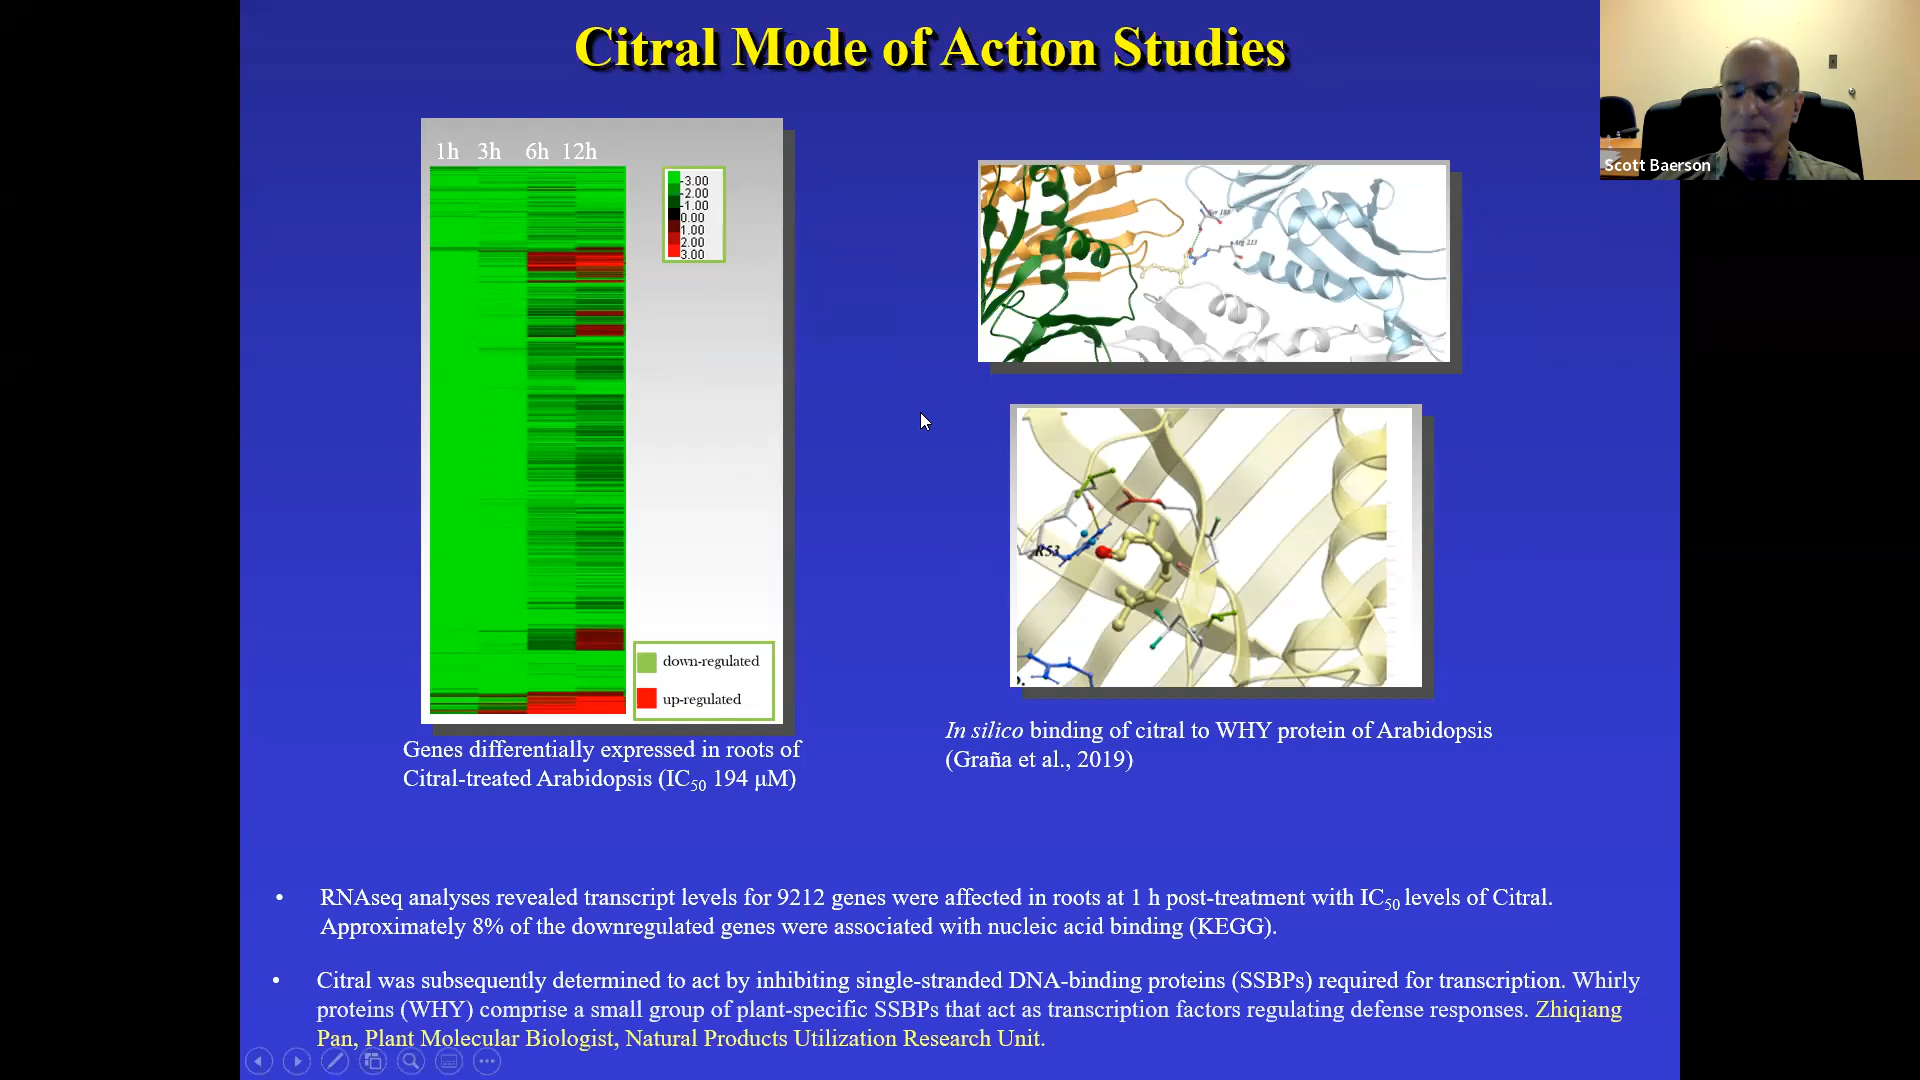 Citral Mode of Action Studies
Scott Baerson
1h 3h 6h 12h
-3.00
-2.00
-1.00
0.00
1.00
2.00
3.00
Arg 213
R53
down-regulated
up-regulated
Genes differentially expressed in roots of
Citral-treated Arabidopsis (IC50 194 µM)
In silico binding of citral to WHY protein of Arabidopsis
(Graña et al., 2019)
• RNAseq analyses revealed transcript levels for 9212 genes were affected in roots at 1 h post-treatment with IC50 levels of Citral.
Approximately 8% of the downregulated genes were associated with nucleic acid binding (KEGG).
• Citral was subsequently determined to act by inhibiting single-stranded DNA-binding proteins (SSBPs) required for transcription. Whirly
proteins (WHY) comprise a small group of plant-specific SSBPs that act as transcription factors regulating defense responses. Zhiqiang
Pan, Plant Molecular Biologist, Natural Products Utilization Research Unit.